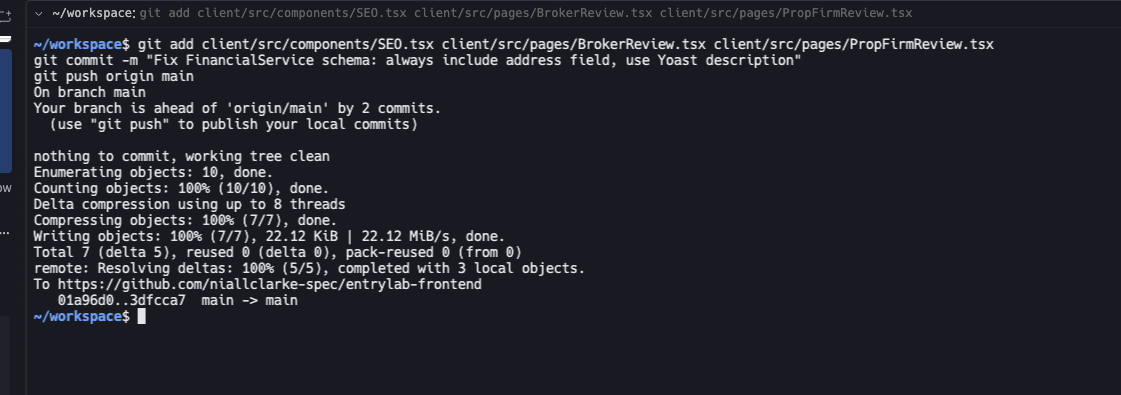 ~/workspace: git add client/src/components/SEO.tsx client/src/pages/BrokerReview.tsx client/src/pages/PropFirmReview.tsx
~/workspace$ git add client/src/components/SEO.tsx client/src/pages/BrokerReview.tsx client/src/pages/PropFirmReview.tsx
git commit -m "Fix FinancialService schema: always include address field, use Yoast description"
git push origin main
On branch main
Your branch is ahead of 'origin/main' by 2 commits.
  (use "git push" to publish your local commits)

nothing to commit, working tree clean
Enumerating objects: 10, done.
Counting objects: 100% (10/10), done.
Delta compression using up to 8 threads
Compressing objects: 100% (7/7), done.
Writing objects: 100% (7/7), 22.12 KiB | 22.12 MiB/s, done.
Total 7 (delta 5), reused 0 (delta 0), pack-reused 0 (from 0)
remote: Resolving deltas: 100% (5/5), completed with 3 local objects.
To https://github.com/niallclarke-spec/entrylab-frontend
   01a96d0..3dfcca7  main -> main
~/workspace$
ow
...